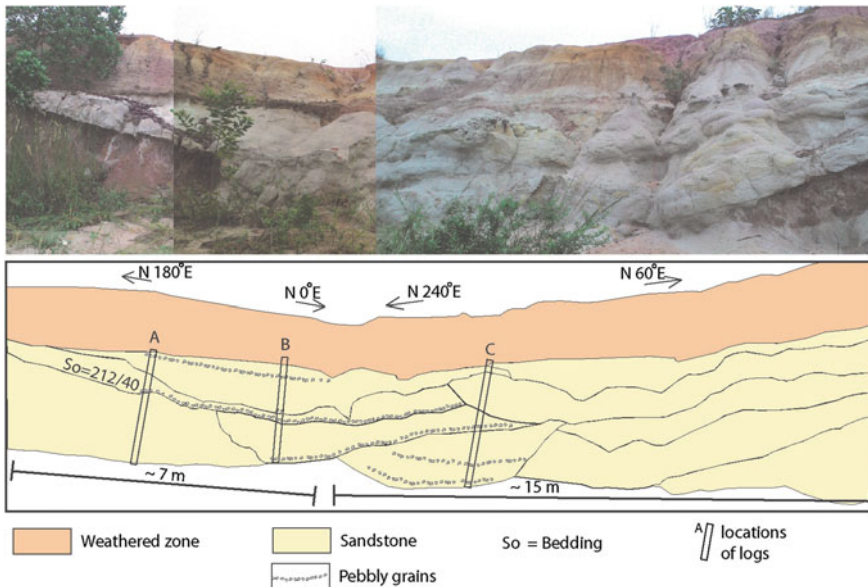 N 180°E
N 0°E
N 240°E
N 60°E
A
B
C
So=212/40
~ 7 m
~ 15 m
Weathered zone
Sandstone
So = Bedding
A locations
of logs
Pebbly grains